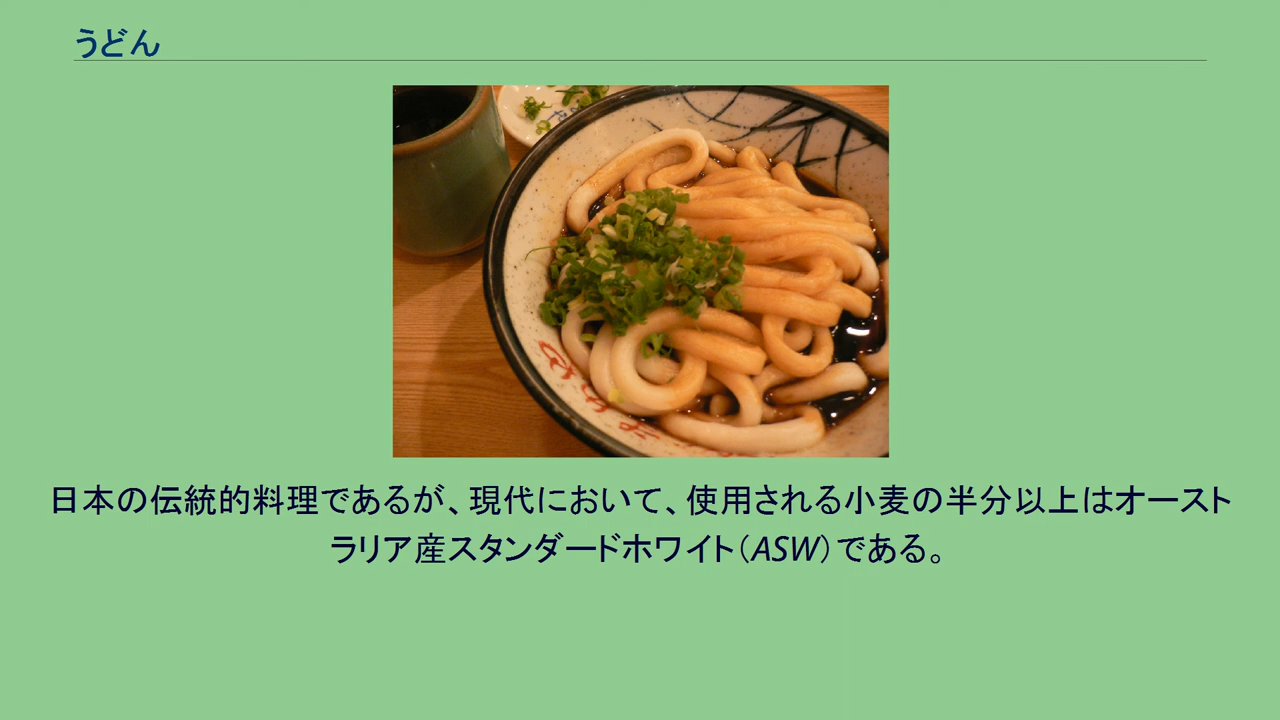 うどん
日本の伝統的料理であるが、現代において、使用される小麦の半分以上はオースト
ラリア産スタンダードホワイト（ASW）である。